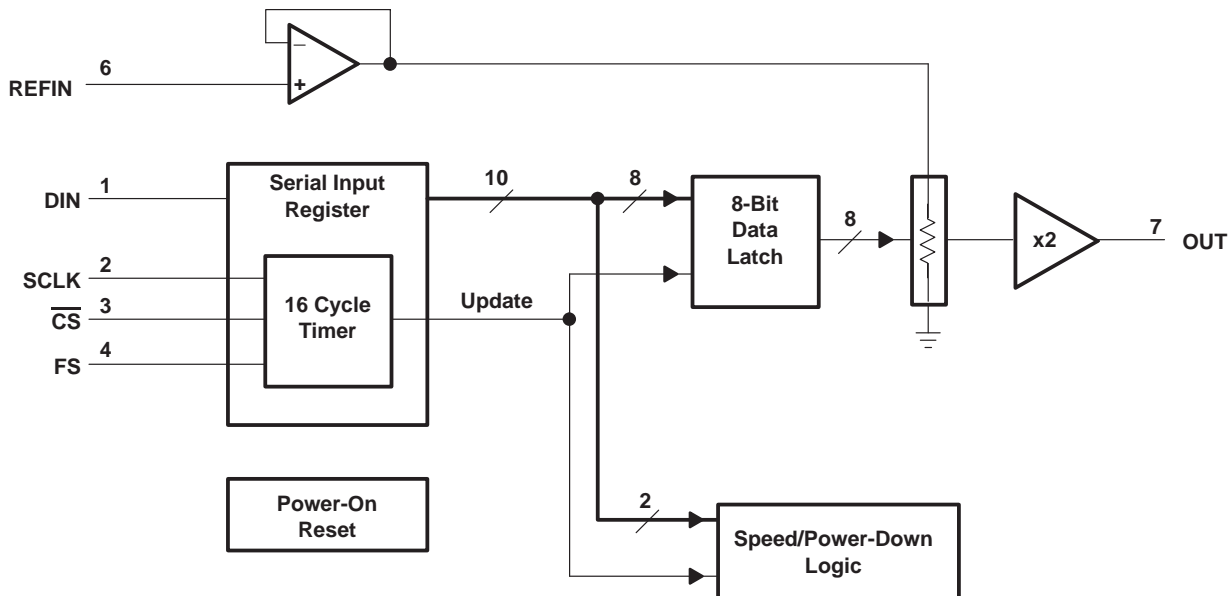 6
REFIN
_
+
DIN
1
Serial Input
Register
10
8
8-Bit
Data
Latch
8
x2
7
OUT
SCLK
2
C̅S̅
3
FS
4
16 Cycle
Timer
Update
Power-On
Reset
2
Speed/Power-Down
Logic